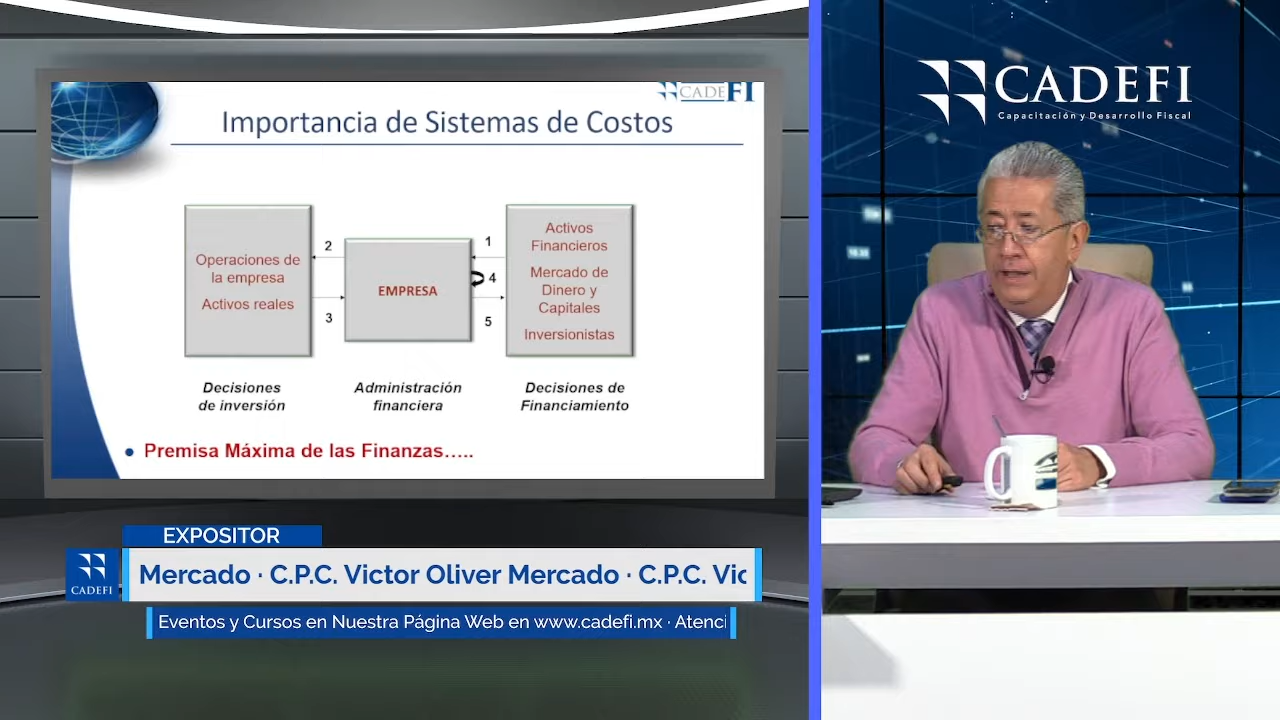 CADEFI
Importancia de Sistemas de Costos
Operaciones de
la empresa
Activos reales
2
3
EMPRESA
1
4
5
Activos
Financieros
Mercado de
Dinero y
Capitales
Inversionistas
Decisiones
de inversión
Administración
financiera
Decisiones de
Financiamiento
• Premisa Máxima de las Finanzas…..
EXPOSITOR
CADEFI
Mercado · C.P.C. Victor Oliver Mercado · C.P.C. Vic
Eventos y Cursos en Nuestra Página Web en www.cadefi.mx · Atenci
CADEFI
Capacitación y Desarrollo Fiscal